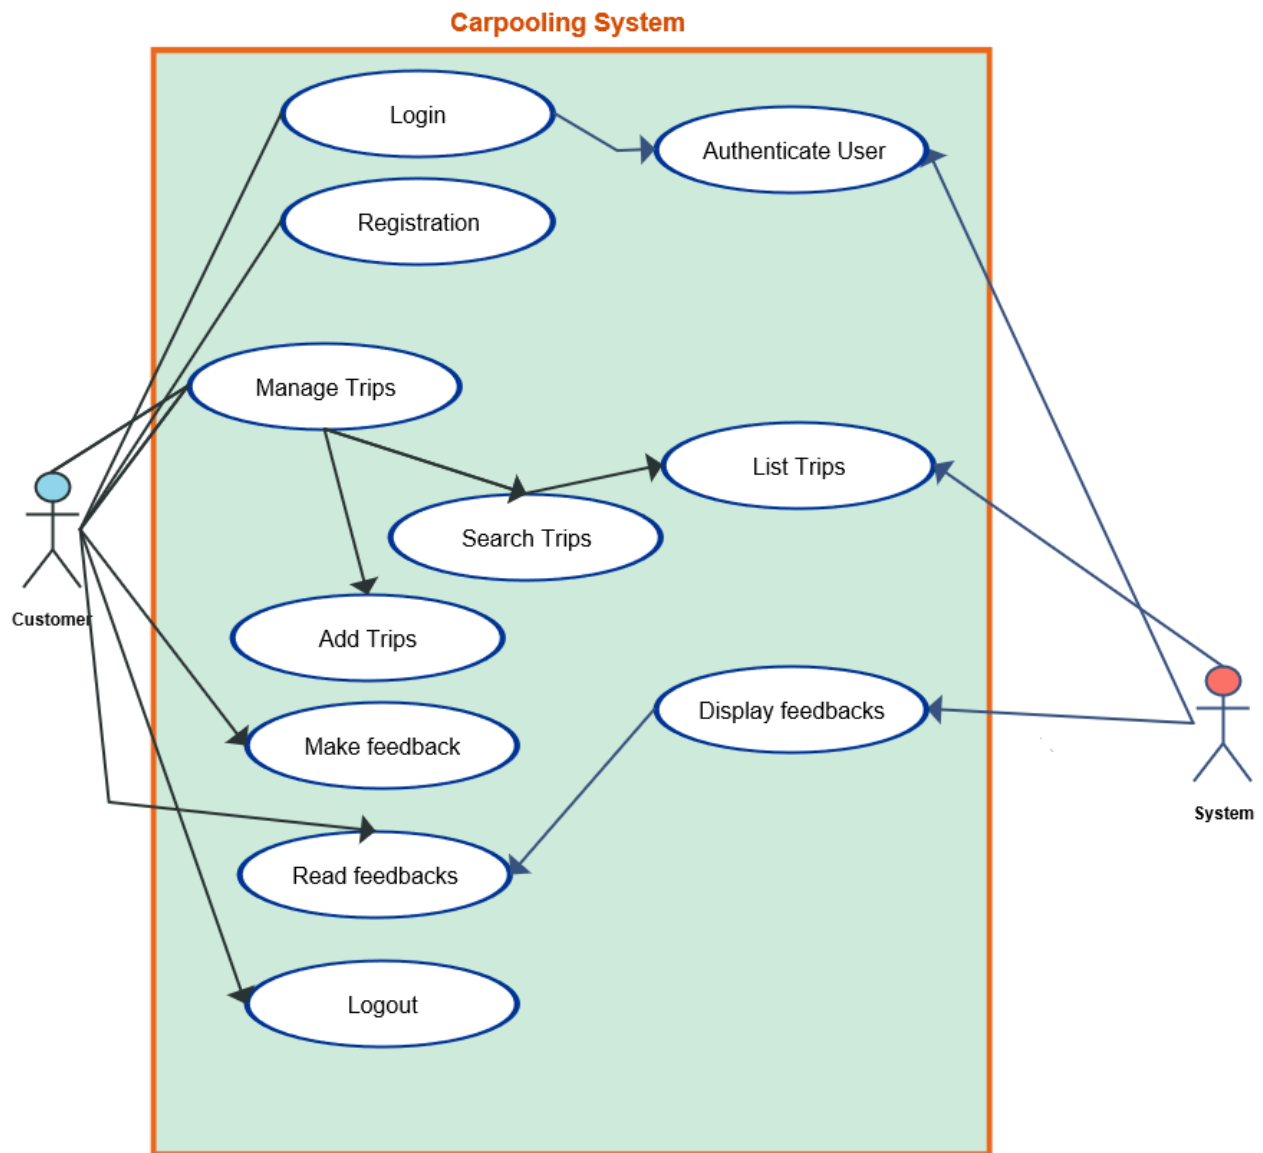 Carpooling System
Login
Authenticate User
Registration
Manage Trips
List Trips
Search Trips
Customer
Add Trips
Display feedbacks
Make feedback
System
Read feedbacks
Logout